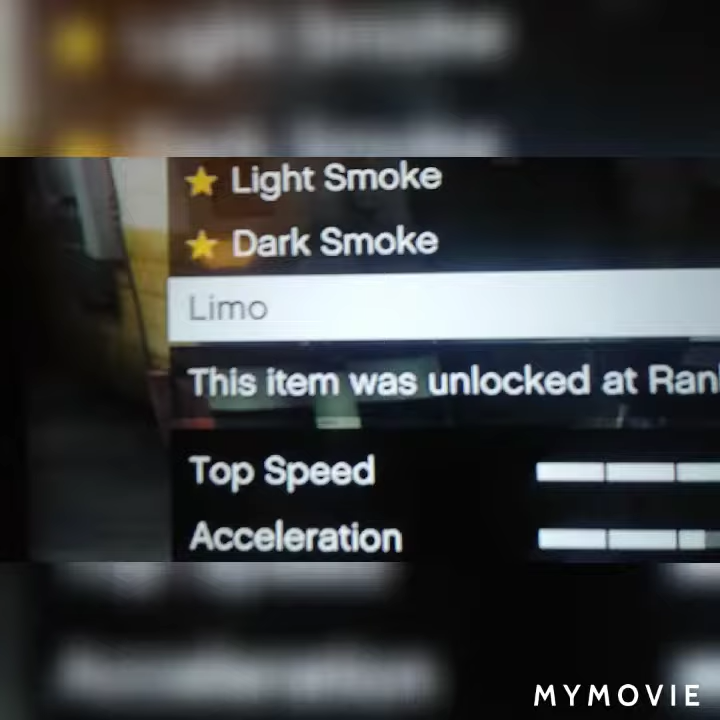 Light Smoke
Dark Smoke
Limo
This item was unlocked at
Top Speed
Acceleration
MYMOVIE